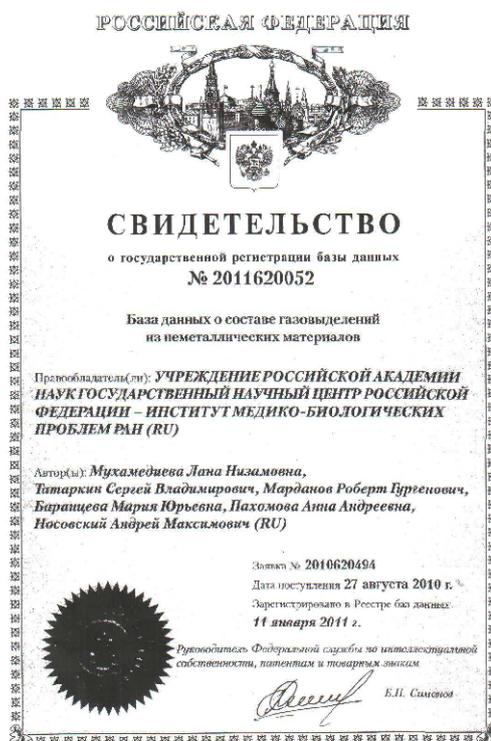 РОССИЙСКАЯ ФЕДЕРАЦИЯ
СВИДЕТЕЛЬСТВО
о государственной регистрации базы данных
№ 2011620052
База данных о составе газовыделений
из неметаллических материалов
Правообладатель(ли): УЧРЕЖДЕНИЕ РОССИЙСКОЙ АКАДЕМИИ
НАУК ГОСУДАРСТВЕННЫЙ НАУЧНЫЙ ЦЕНТР РОССИЙСКОЙ
ФЕДЕРАЦИИ – ИНСТИТУТ МЕДИКО-БИОЛОГИЧЕСКИХ
ПРОБЛЕМ РАН (RU)
Автор(ы): Мухамедиева Лана Низамовна,
Татаркин Сергей Владимирович, Марданов Роберт Гургенович,
Баранцева Мария Юрьевна, Пахомова Анна Андреевна,
Носовский Андрей Максимович (RU)
Заявка № 2010620494
Дата поступления 27 августа 2010 г.
Зарегистрировано в Реестре баз данных
11 января 2011 г.
Руководитель Федеральной службы по интеллектуальной
собственности, патентам и товарным знакам
Б.П. Симонов